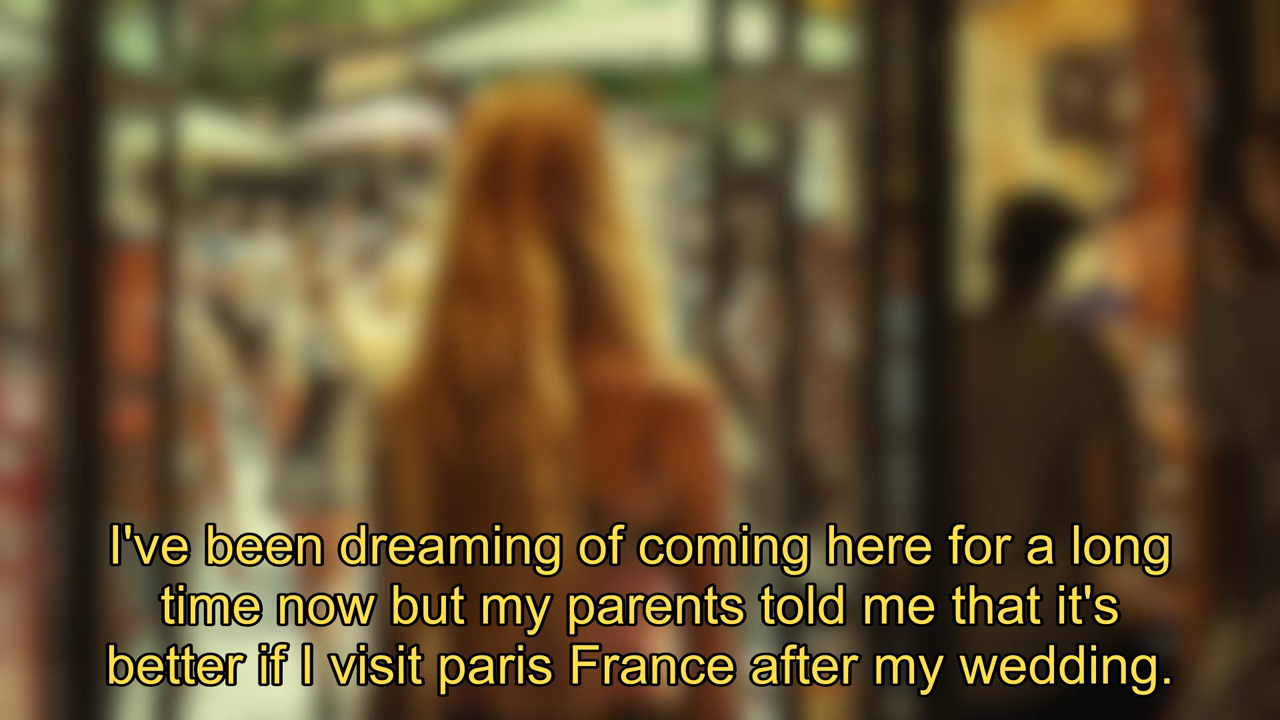 I've been dreaming of coming here for a long
time now but my parents told me that it's
better if I visit paris France after my wedding.